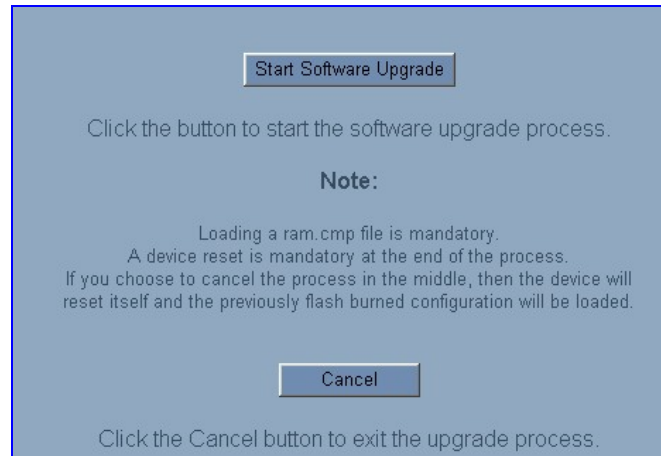 Start Software Upgrade
Click the button to start the software upgrade process.
Note:
Loading a ram.cmp file is mandatory.
A device reset is mandatory at the end of the process.
If you choose to cancel the process in the middle, then the device will
reset itself and the previously flash burned configuration will be loaded.
Cancel
Click the Cancel button to exit the upgrade process.